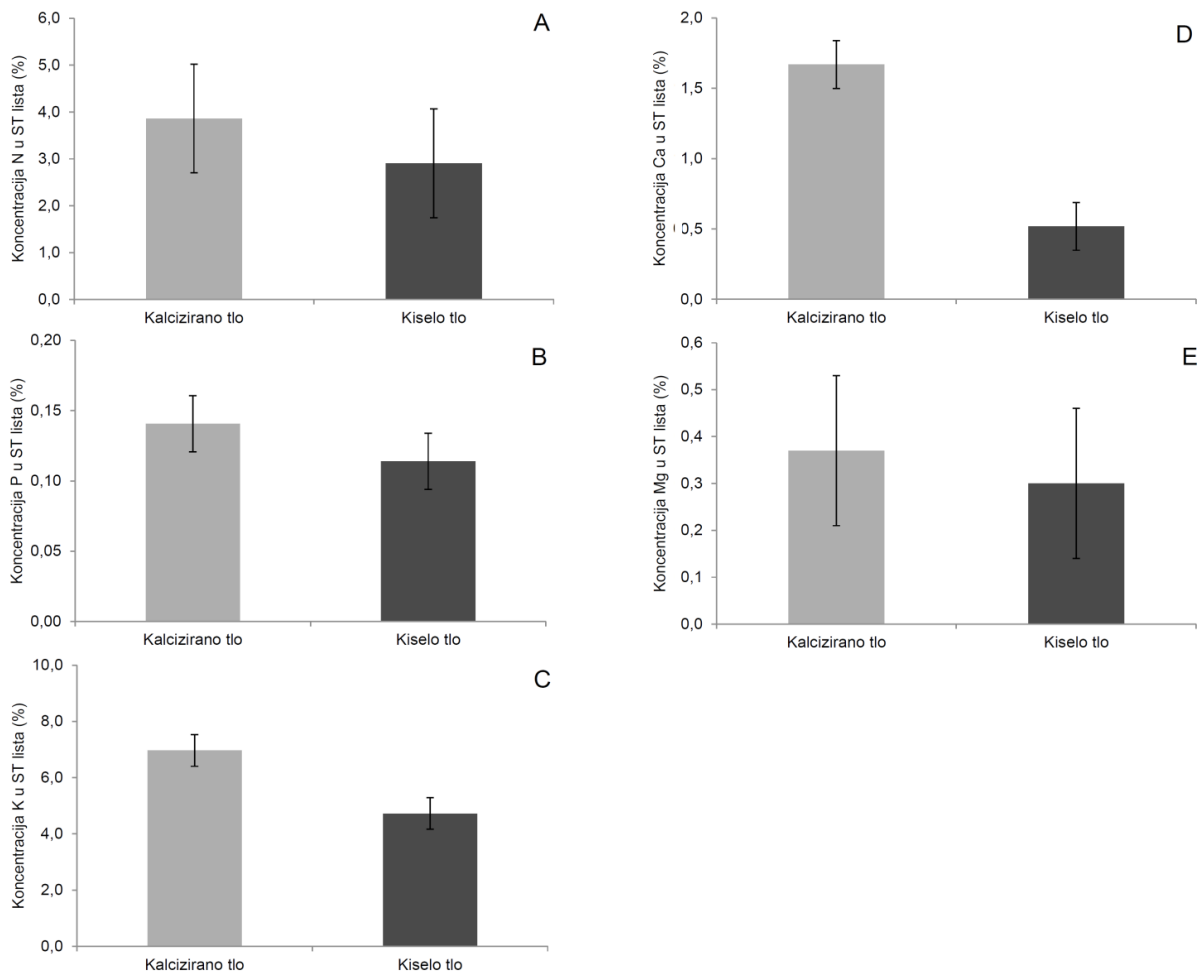 A
Koncentracija N u ST lista (%)
6,0
5,0
4,0
3,0
2,0
1,0
0,0
Kalcizirano tlo
Kiselo tlo
B
Koncentracija P u ST lista (%)
0,20
0,15
0,10
0,05
0,00
Kalcizirano tlo
Kiselo tlo
C
Koncentracija K u ST lista (%)
10,0
8,0
6,0
4,0
2,0
0,0
Kalcizirano tlo
Kiselo tlo
D
Koncentracija Ca u ST lista (%)
2,0
1,5
1,0
0,5
0,0
Kalcizirano tlo
Kiselo tlo
E
Koncentracija Mg u ST lista (%)
0,6
0,5
0,4
0,3
0,2
0,1
0,0
Kalcizirano tlo
Kiselo tlo